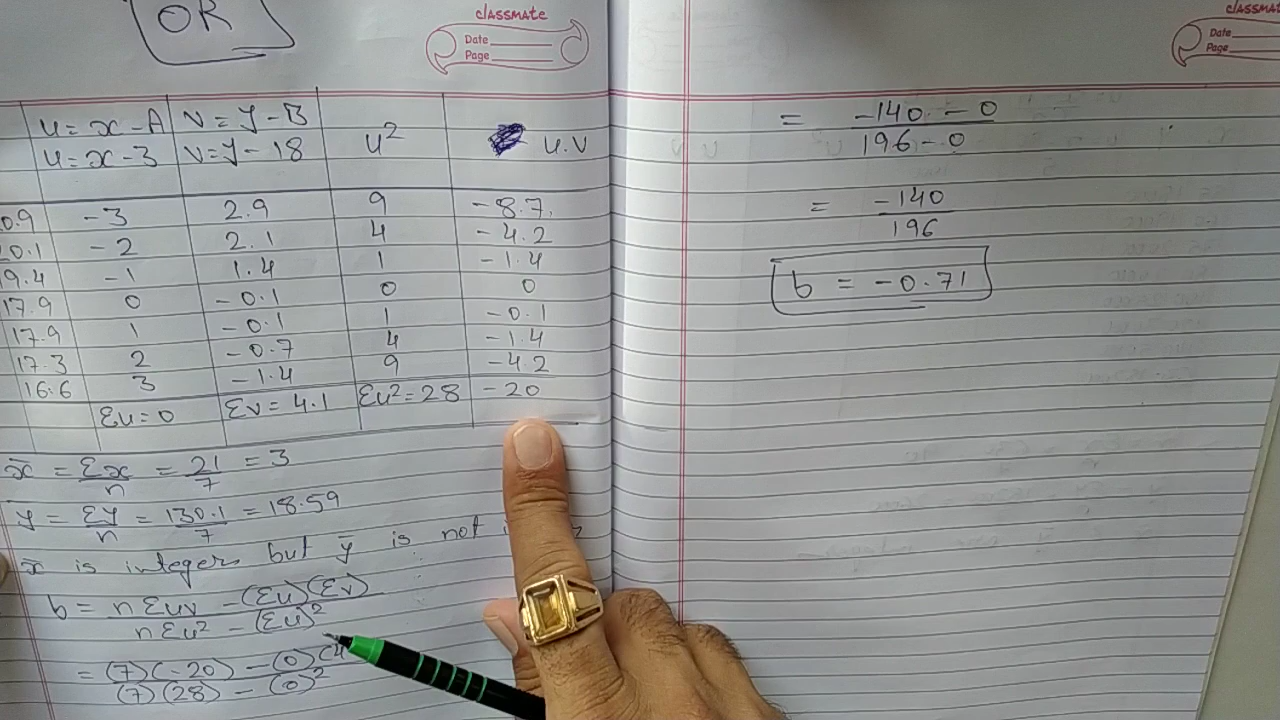 OR
classmate
Date
Page
u = x - A | v = y - B
u = x - 3 | v = y - 18 | u² | u.v
0.9 | -3 | 2.9 | 9 | -8.7
20.1 | -2 | 2.1 | 4 | -4.2
19.4 | -1 | 1.4 | 1 | -1.4
17.9 | 0 | -0.1 | 0 | 0
17.9 | 1 | -0.1 | 1 | -0.1
17.3 | 2 | -0.7 | 4 | -1.4
16.6 | 3 | -1.4 | 9 | -4.2
Σu = 0 | Σv = 4.1 | Σu² = 28 | -20
x̄ = Σx/n = 21/7 = 3
ȳ = Σy/n = 130.1/7 = 18.59
x̄ is integer but ȳ is not
b = nΣuv - (Σu)(Σv) / nΣu² - (Σu)²
= (7)(-20) - (0)(4 / (7)(28) - (0)²
classmate
Date
Page
= -140 - 0 / 196 - 0
= -140 / 196
b = -0.71